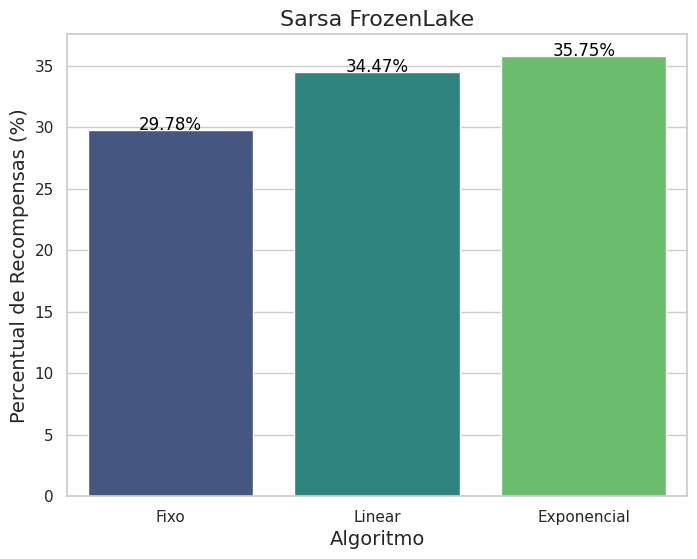 Sarsa FrozenLake
Percentual de Recompensas (%)
35
30
25
20
15
10
5
0
29.78%
34.47%
35.75%
Fixo
Linear
Exponencial
Algoritmo